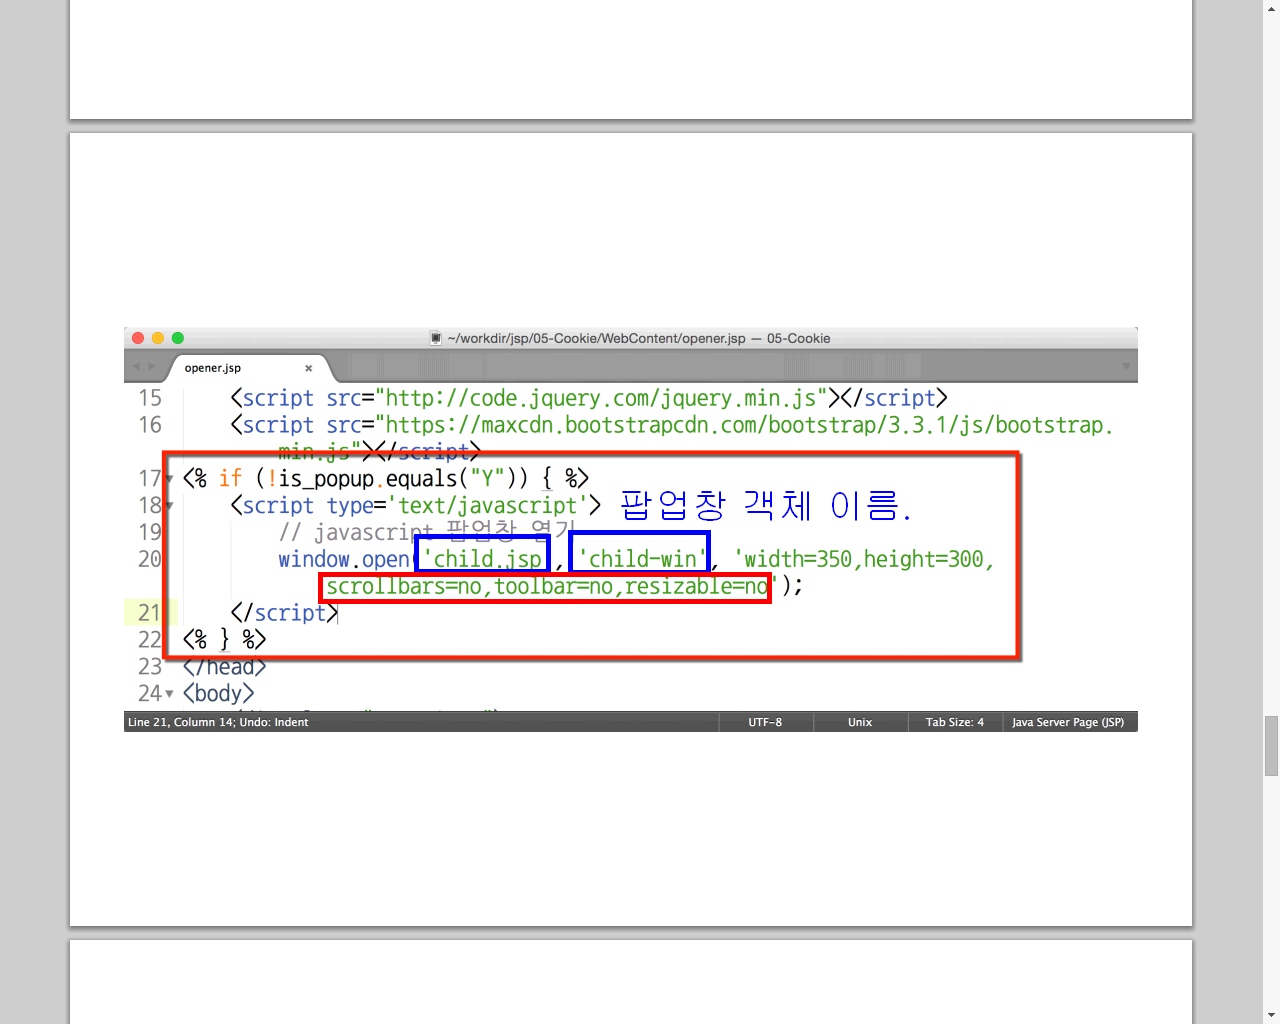 ~/workdir/jsp/05-Cookie/WebContent/opener.jsp — 05-Cookie
opener.jsp
15 <script src="http://code.jquery.com/jquery.min.js"></script>
16 <script src="https://maxcdn.bootstrapcdn.com/bootstrap/3.3.1/js/bootstrap.
min.js"></script>
17 <% if (!is_popup.equals("Y")) { %>
18 <script type='text/javascript'> 팝업창 객체 이름.
19 // javascript 팝업창 열기
20 window.open('child.jsp , 'child-win', 'width=350,height=300,
scrollbars=no,toolbar=no,resizable=no');
21 </script>
22 <% } %>
23 </head>
24 <body>
Line 21, Column 14; Undo: Indent UTF-8 Unix Tab Size: 4 Java Server Page (JSP)